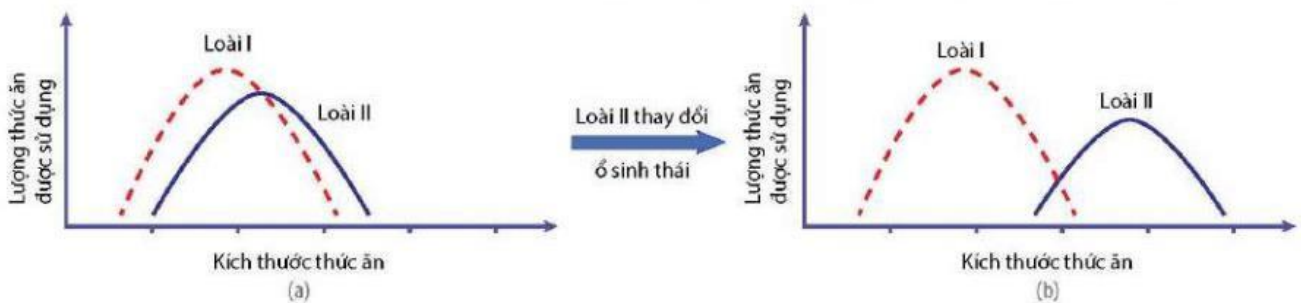 Lượng thức ăn
được sử dụng
Loài I
Loài II
Kích thước thức ăn
(a)
Loài II thay đổi
ổ sinh thái
Lượng thức ăn
được sử dụng
Loài I
Loài II
Kích thước thức ăn
(b)